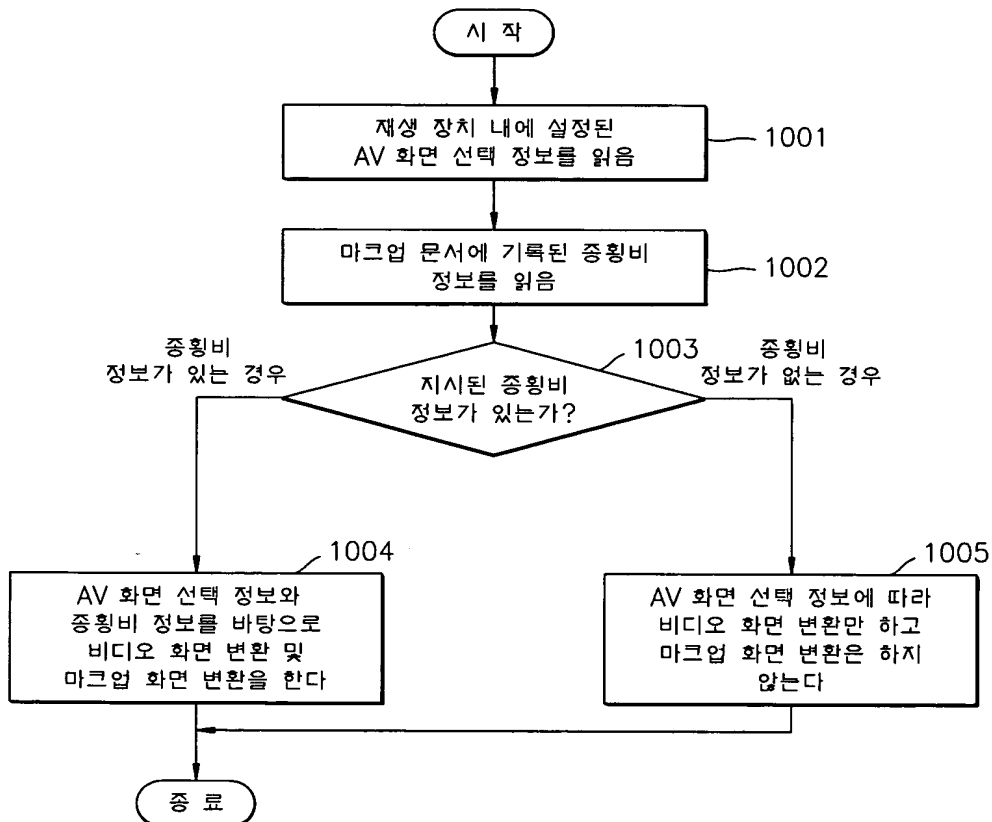 시 작
재생 장치 내에 설정된
AV 화면 선택 정보를 읽음
1001
마크업 문서에 기록된 종횡비
정보를 읽음
1002
종횡비
정보가 있는 경우
1003
지시된 종횡비
정보가 있는가?
종횡비
정보가 없는 경우
1004
AV 화면 선택 정보와
종횡비 정보를 바탕으로
비디오 화면 변환 및
마크업 화면 변환을 한다
1005
AV 화면 선택 정보에 따라
비디오 화면 변환만 하고
마크업 화면 변환은 하지
않는다
종 료